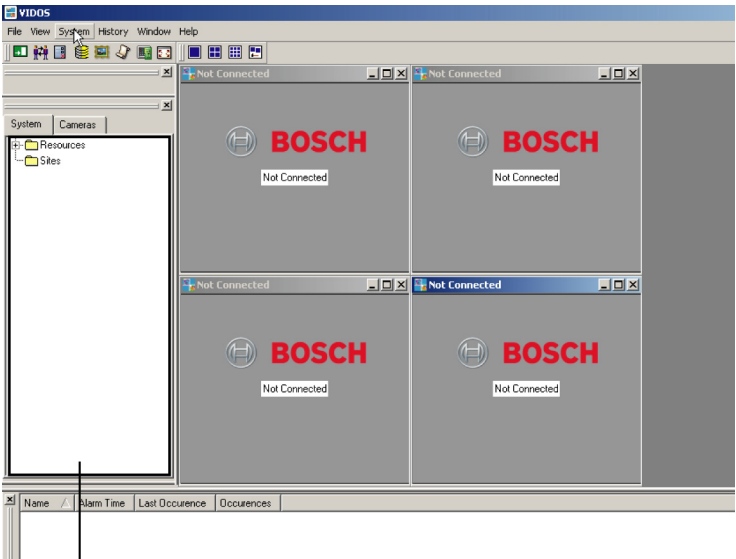 VIDOS
File View System History Window Help
Not Connected
Not Connected
System Cameras
Resources
Sites
BOSCH
Not Connected
BOSCH
Not Connected
Not Connected
Not Connected
BOSCH
Not Connected
BOSCH
Not Connected
Name Alarm Time Last Occurence Occurences